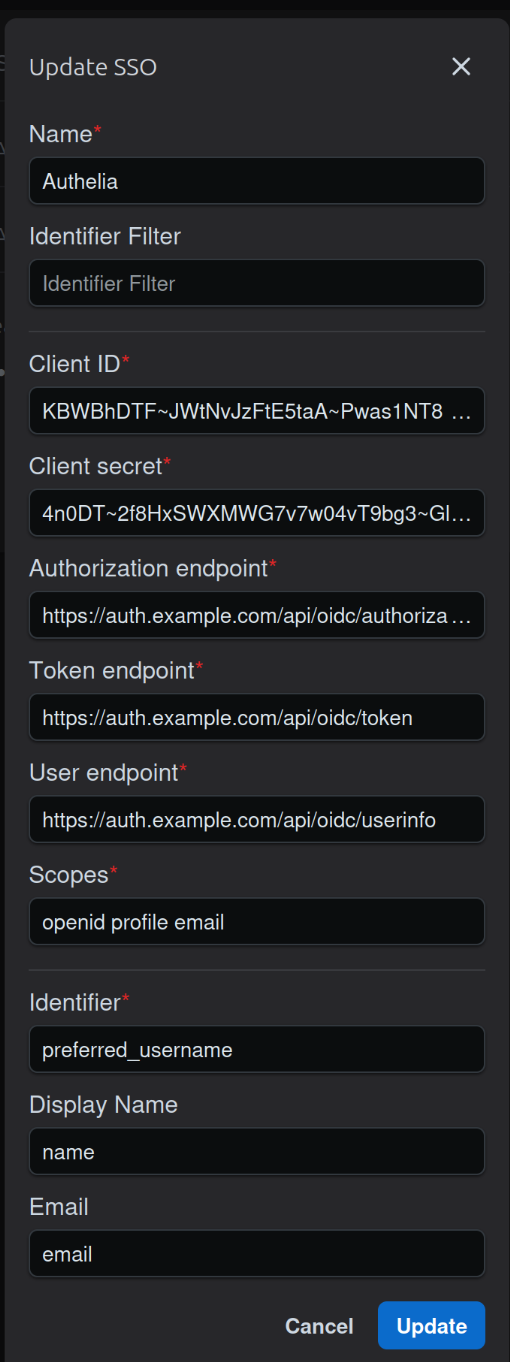 Update SSO
Name*
Authelia
Identifier Filter
Identifier Filter
Client ID*
KBWBhDTF~JWtNvJzFtE5taA~Pwas1NT8 ...
Client secret*
4n0DT~2f8HxSWXMWG7v7w04vT9bg3~Gl...
Authorization endpoint*
https://auth.example.com/api/oidc/authoriza ...
Token endpoint*
https://auth.example.com/api/oidc/token
User endpoint*
https://auth.example.com/api/oidc/userinfo
Scopes*
openid profile email
Identifier*
preferred_username
Display Name
name
Email
email
Cancel Update